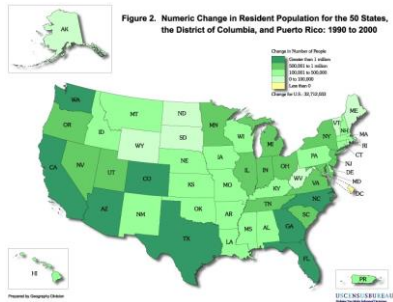 Figure 2. Numeric Change in Resident Population for the 50 States,
the District of Columbia, and Puerto Rico: 1990 to 2000
Change in Number of People
Greater than 1 million
500,001 to 1 million
100,001 to 500,000
0 to 100,000
Less than 0
AK
WA
OR
CA
NV
ID
MT
WY
UT
AZ
CO
NM
ND
SD
NE
KS
OK
TX
MN
IA
MO
AR
LA
WI
IL
MI
IN
OH
KY
TN
MS
AL
GA
FL
SC
NC
VA
WV
PA
NY
VT
NH
ME
MA
RI
CT
NJ
DE
MD
DC
HI
PR
Prepared by Geography Division
USCENSUSBUREAU